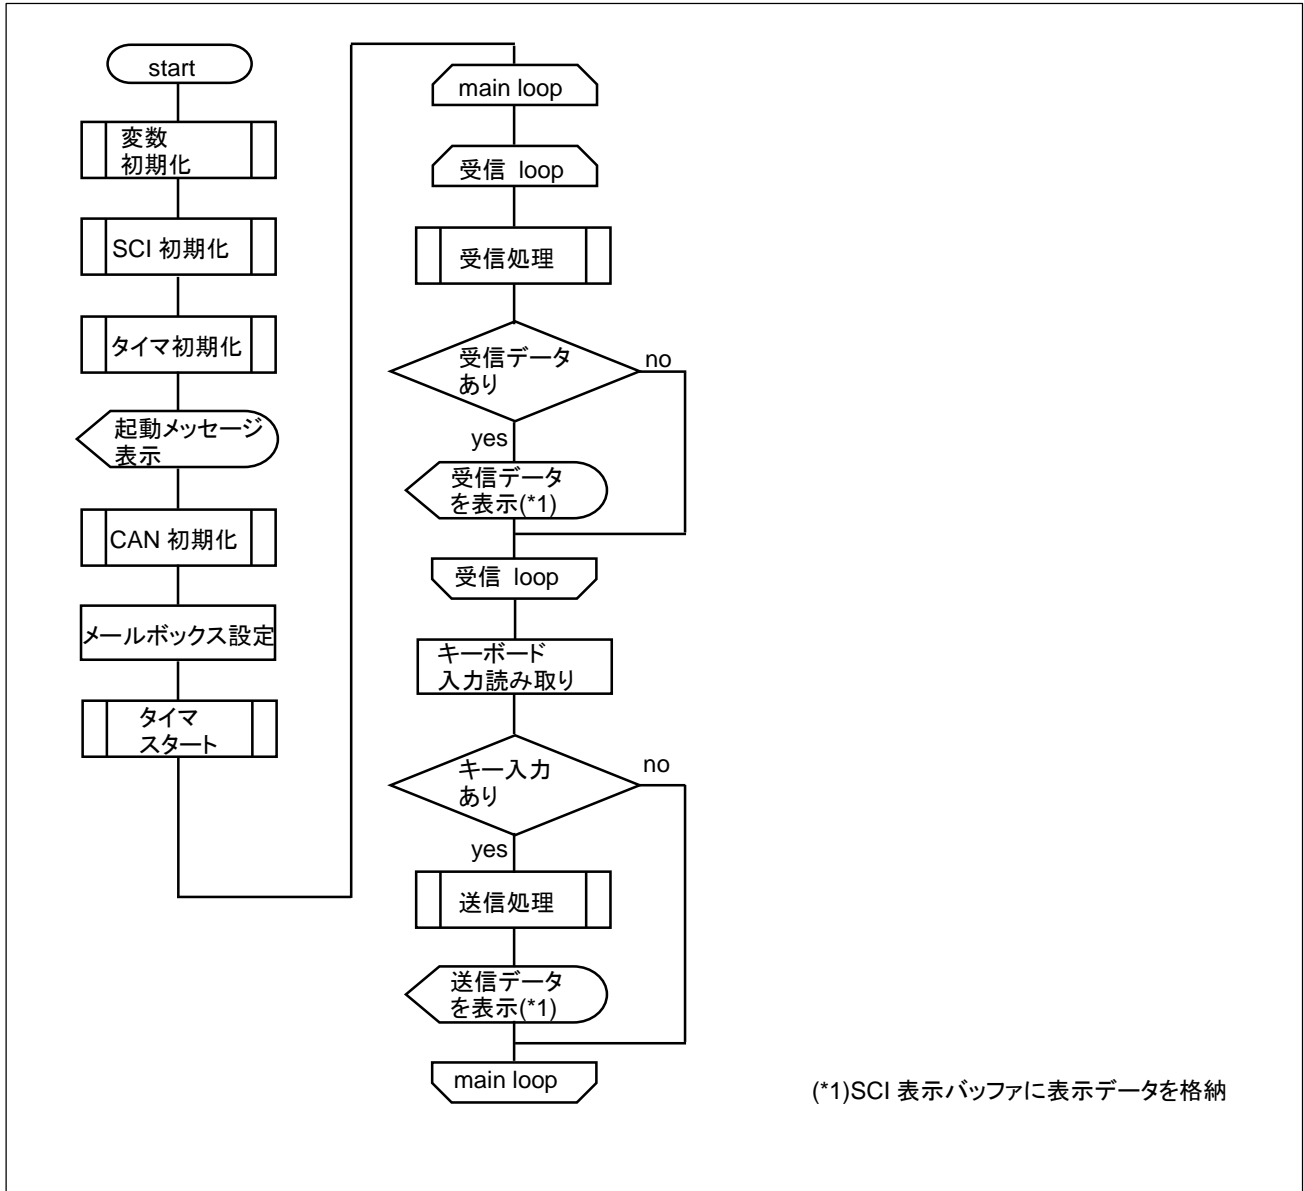 start
変数
初期化
SCI 初期化
タイマ初期化
起動メッセージ
表示
CAN 初期化
メールボックス設定
タイマ
スタート
main loop
受信 loop
受信処理
受信データ
あり
no
yes
受信データ
を表示(*1)
受信 loop
キーボード
入力読み取り
キー入力
あり
no
yes
送信処理
送信データ
を表示(*1)
main loop
(*1)SCI 表示バッファに表示データを格納